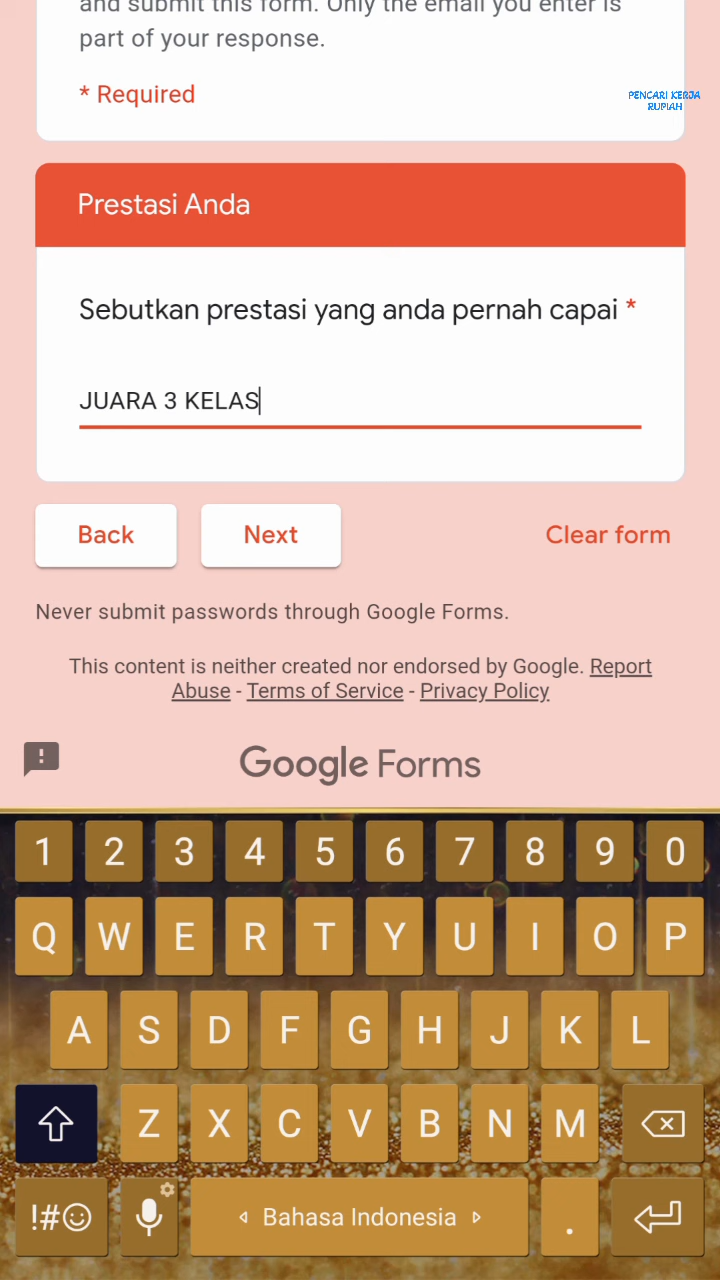 and submit this form. Only the email you enter is
part of your response.
* Required
PENCARI KERJA
RUPIAH
Prestasi Anda
Sebutkan prestasi yang anda pernah capai *
JUARA 3 KELAS
Back Next Clear form
Never submit passwords through Google Forms.
This content is neither created nor endorsed by Google. Report
Abuse - Terms of Service - Privacy Policy
Google Forms
1 2 3 4 5 6 7 8 9 0
Q W E R T Y U I O P
A S D F G H J K L
Z X C V B N M
!#☺ Bahasa Indonesia .